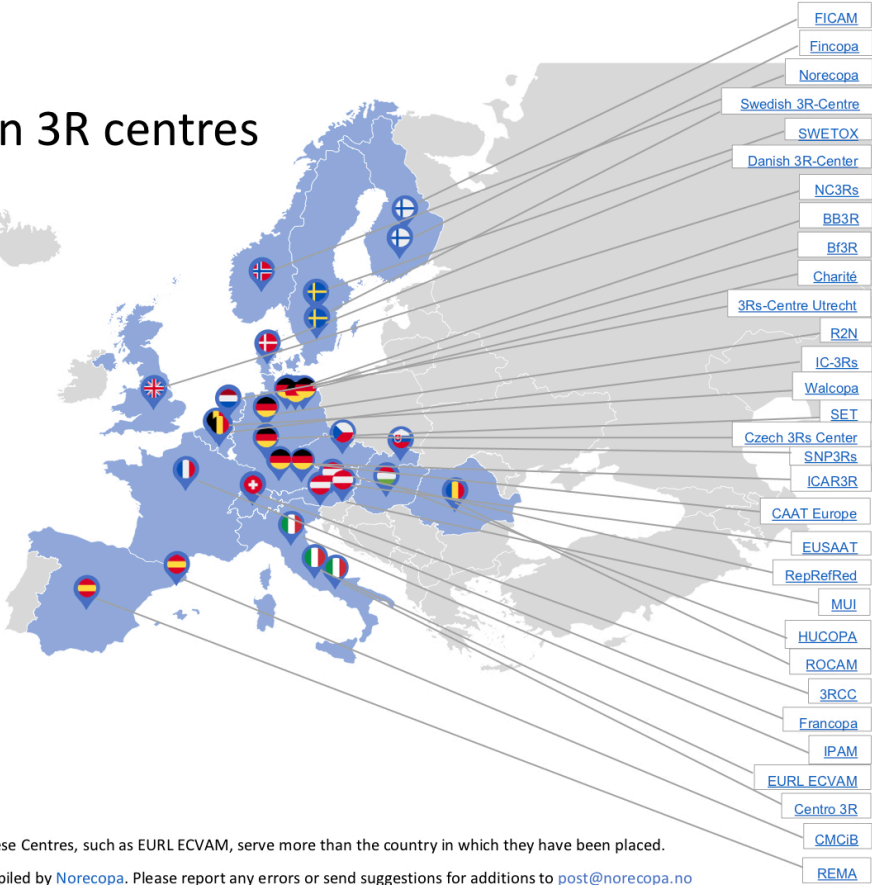 n 3R centres
FICAM
Fincopa
Norecopa
Swedish 3R-Centre
SWETOX
Danish 3R-Center
NC3Rs
BB3R
Bf3R
Charité
3Rs-Centre Utrecht
R2N
IC-3Rs
Walcopa
SET
Czech 3Rs Center
SNP3Rs
ICAR3R
CAAT Europe
EUSAAT
RepRefRed
MUI
HUCOPA
ROCAM
3RCC
Francopa
IPAM
EURL ECVAM
Centro 3R
CMCiB
REMA
ese Centres, such as EURL ECVAM, serve more than the country in which they have been placed.
piled by Norecopa. Please report any errors or send suggestions for additions to post@norecopa.no